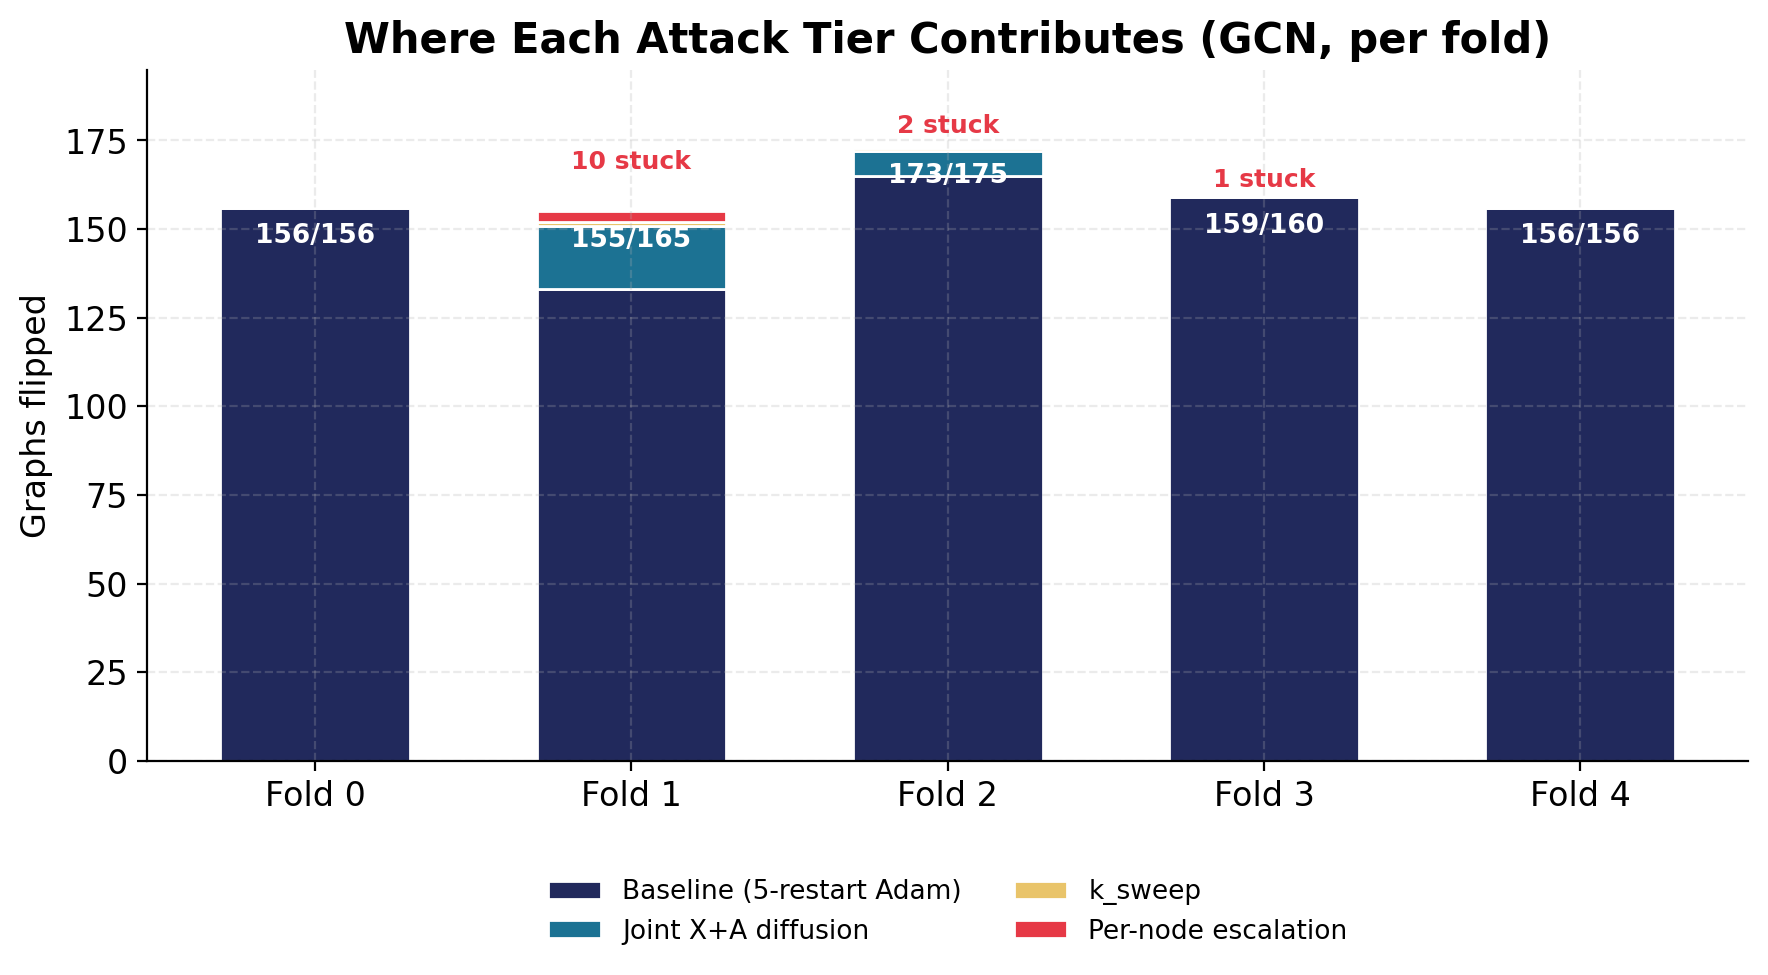 Where Each Attack Tier Contributes (GCN, per fold)
Graphs flipped
175
150
125
100
75
50
25
0
156/156
10 stuck
155/165
2 stuck
173/175
1 stuck
159/160
156/156
Fold 0
Fold 1
Fold 2
Fold 3
Fold 4
Baseline (5-restart Adam)
Joint X+A diffusion
k_sweep
Per-node escalation